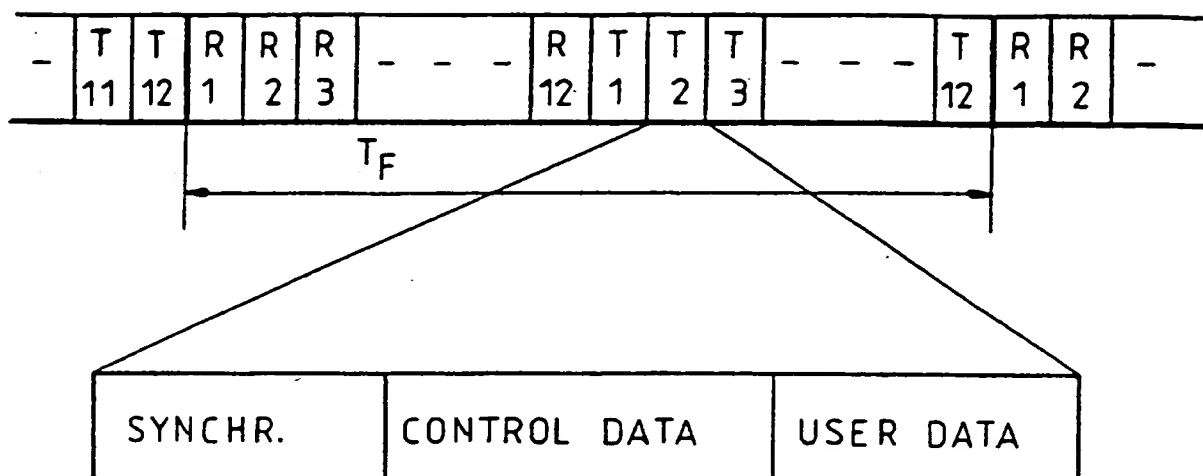 - T T R R R - - - R T T T - - - T R R -
11 12 1 2 3 12 1 2 3 12 1 2
T_F
SYNCHR. CONTROL DATA USER DATA